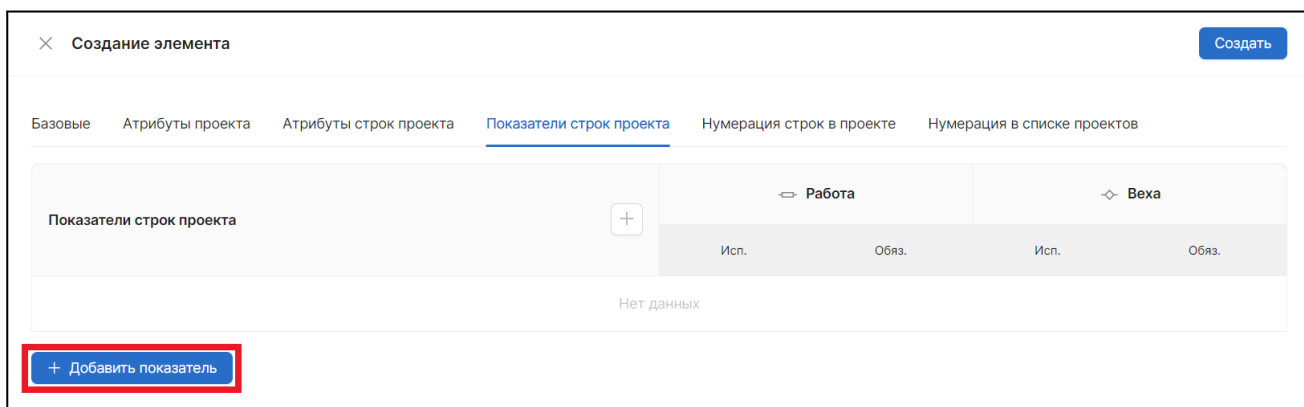 Создание элемента
Создать
Базовые Атрибуты проекта Атрибуты строк проекта Показатели строк проекта Нумерация строк в проекте Нумерация в списке проектов
Показатели строк проекта
Работа Веха
Исп. Обяз. Исп. Обяз.
Нет данных
+ Добавить показатель